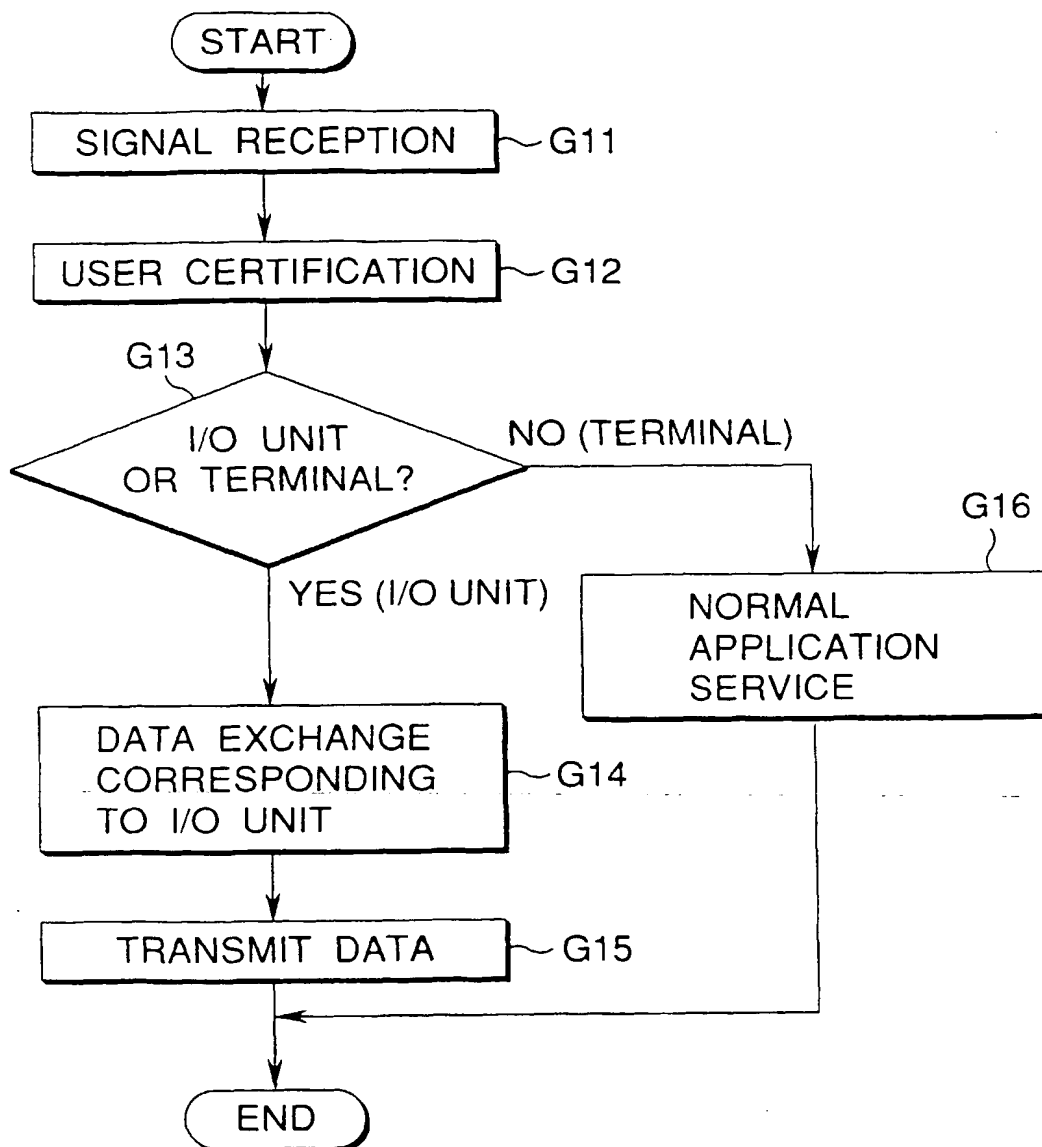 START
SIGNAL RECEPTION
G11
USER CERTIFICATION
G12
G13
I/O UNIT
OR TERMINAL?
NO (TERMINAL)
YES (I/O UNIT)
G16
NORMAL
APPLICATION
SERVICE
DATA EXCHANGE
CORRESPONDING
TO I/O UNIT
G14
TRANSMIT DATA
G15
END